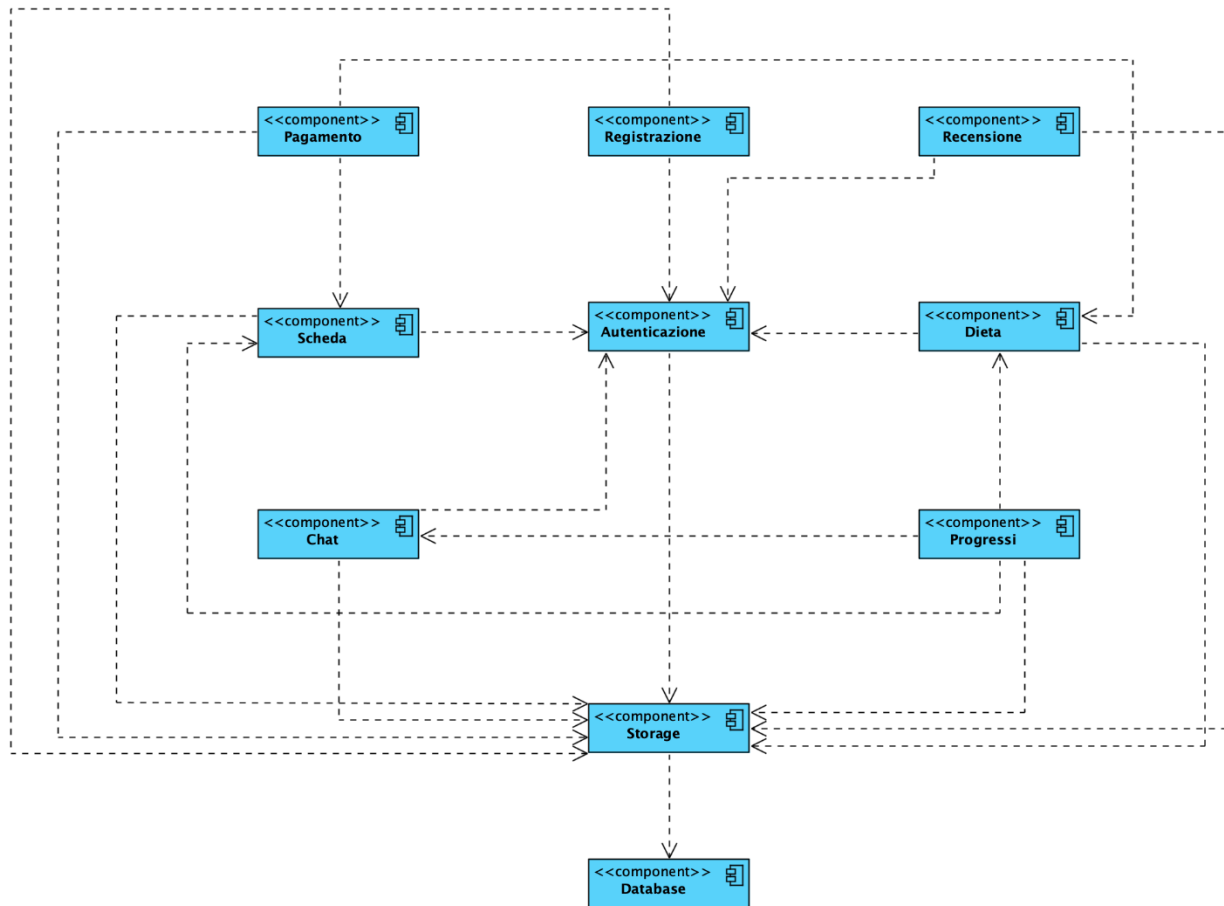 <<component>>
Pagamento
<<component>>
Registrazione
<<component>>
Recensione
<<component>>
Scheda
<<component>>
Autenticazione
<<component>>
Dieta
<<component>>
Chat
<<component>>
Progressi
<<component>>
Storage
<<component>>
Database